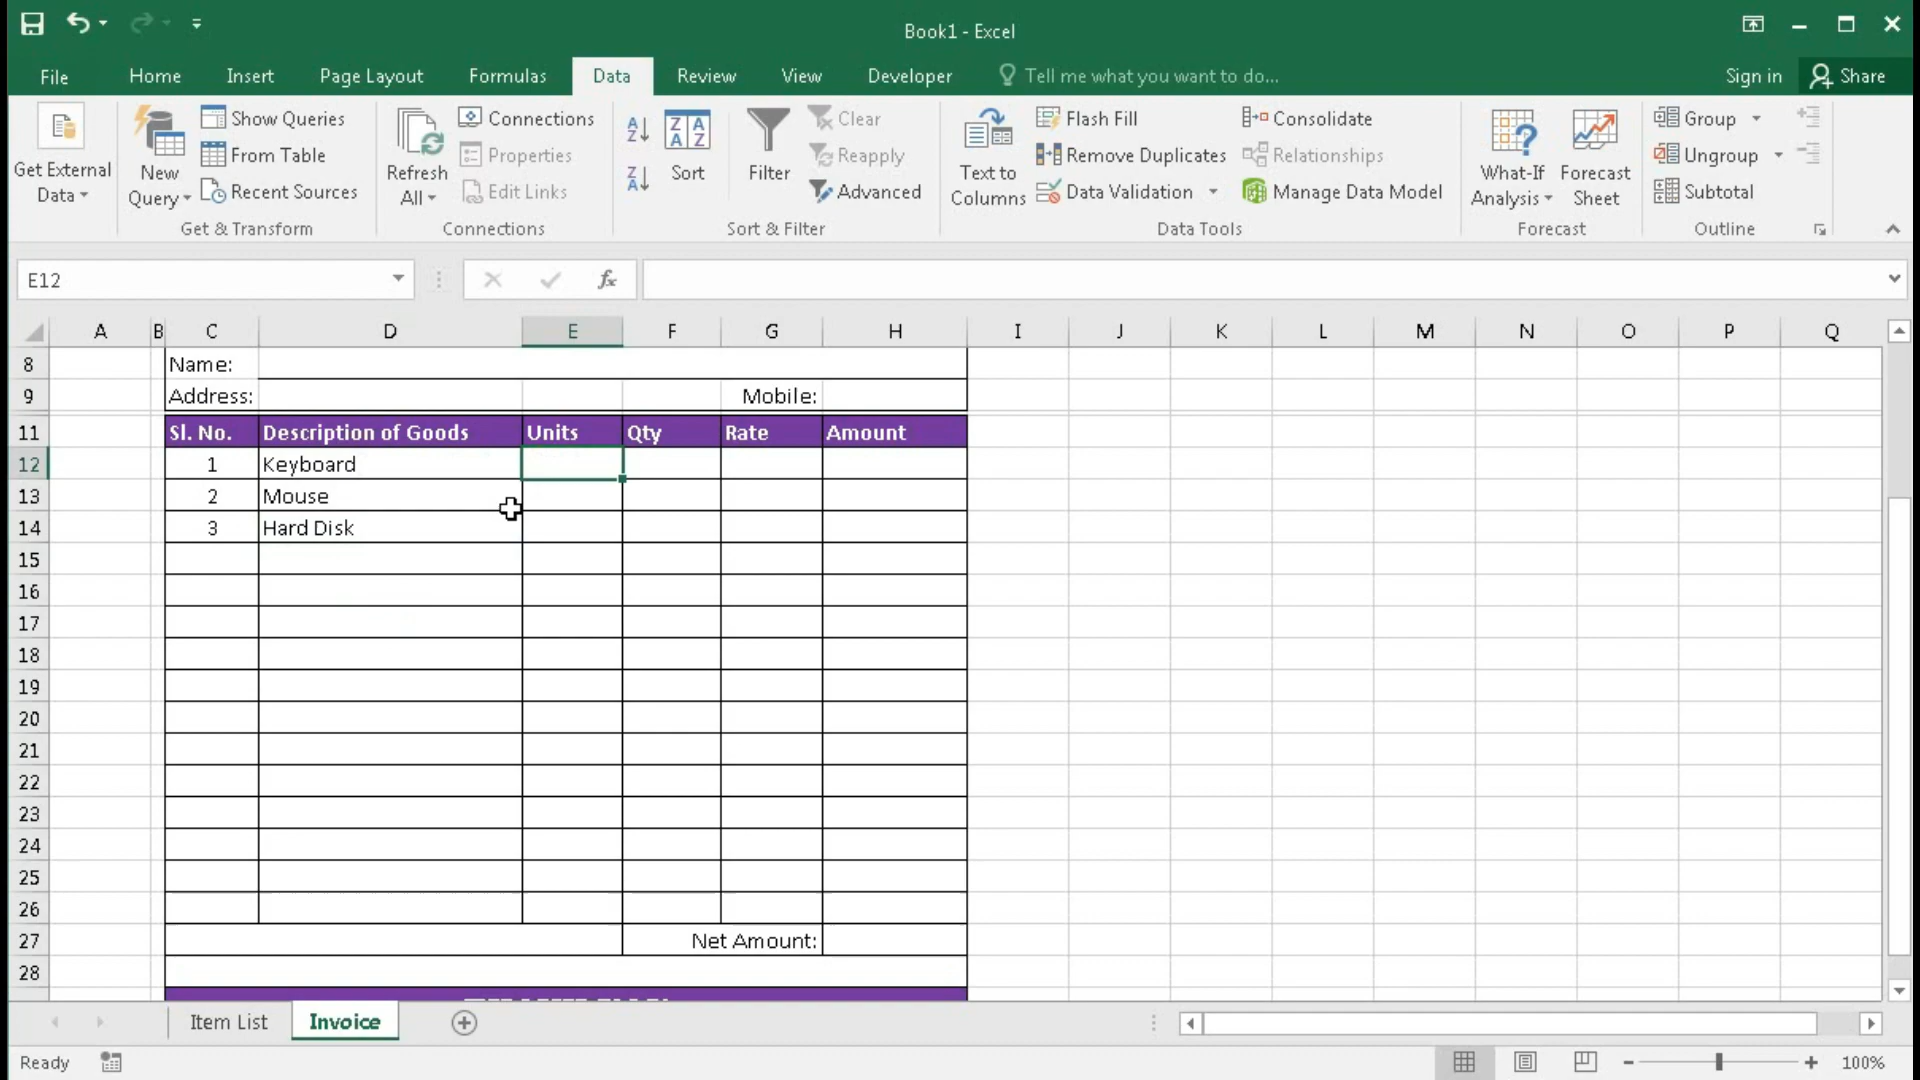 Book1 - Excel
File Home Insert Page Layout Formulas Data Review View Developer Tell me what you want to do... Sign in Share
Get External Data
New Query
Show Queries
From Table
Recent Sources
Get & Transform
Refresh All
Connections
Properties
Edit Links
Connections
A Z
Z A
Z A A Z
Sort
Filter
Clear
Reapply
Advanced
Sort & Filter
Text to Columns
Flash Fill
Remove Duplicates
Data Validation
Consolidate
Relationships
Manage Data Model
Data Tools
What-If Analysis
Forecast Sheet
Forecast
Group
Ungroup
Subtotal
Outline
E12 fx
A B C D E F G H I J K L M N O P Q
8 Name:
9 Address: Mobile:
11 Sl. No. Description of Goods Units Qty Rate Amount
12 1 Keyboard
13 2 Mouse
14 3 Hard Disk
15
16
17
18
19
20
21
22
23
24
25
26
27 Net Amount:
28
Item List Invoice
Ready 100%